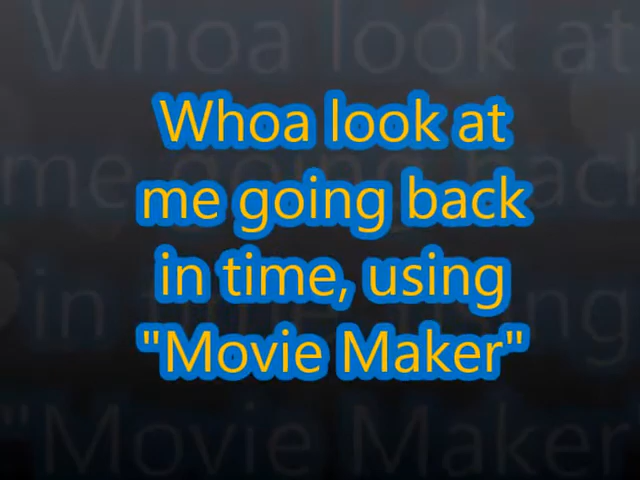 Whoa look at
me going back
in time, using
"Movie Maker"